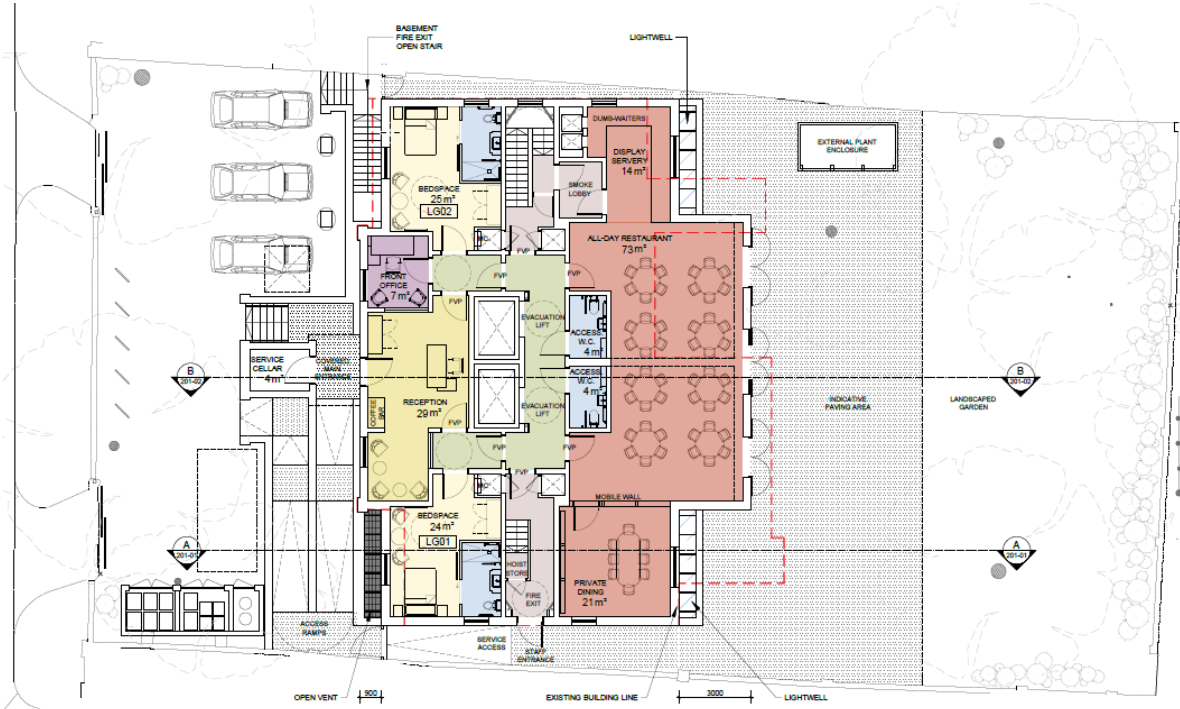 BASEMENT
FIRE EXIT
OPEN STAIR
LIGHTWELL
DUMB-WAITERS
DISPLAY
SERVERY
14 m²
EXTERNAL PLANT
ENCLOSURE
SMOKE
LOBBY
BEDSPACE
25 m²
LG02
ALL-DAY RESTAURANT
73 m²
FVP
FRONT
OFFICE
7 m²
FVP
FVP
FVP
EVACUATION
LIFT
ACCESS.
W.C.
4 m²
SERVICE
CELLAR
4 m²
COVERED
MAIN
ENTRANCE
B
201-02
B
201-02
ACCESS.
W.C.
4 m²
RECEPTION
29 m²
COFFEE
BAR
EVACUATION
LIFT
INDICATIVE
PAVING AREA
LANDSCAPED
GARDEN
FVP
FVP
FVP
FVP
MOBILE WALL
BEDSPACE
24 m²
LG01
A
201-01
A
201-01
HOIST
STORE
FIRE
EXIT
PRIVATE
DINING
21 m²
ACCESS
RAMPS
SERVICE
ACCESS
STAFF
ENTRANCE
OPEN VENT
900
EXISTING BUILDING LINE
3000
LIGHTWELL